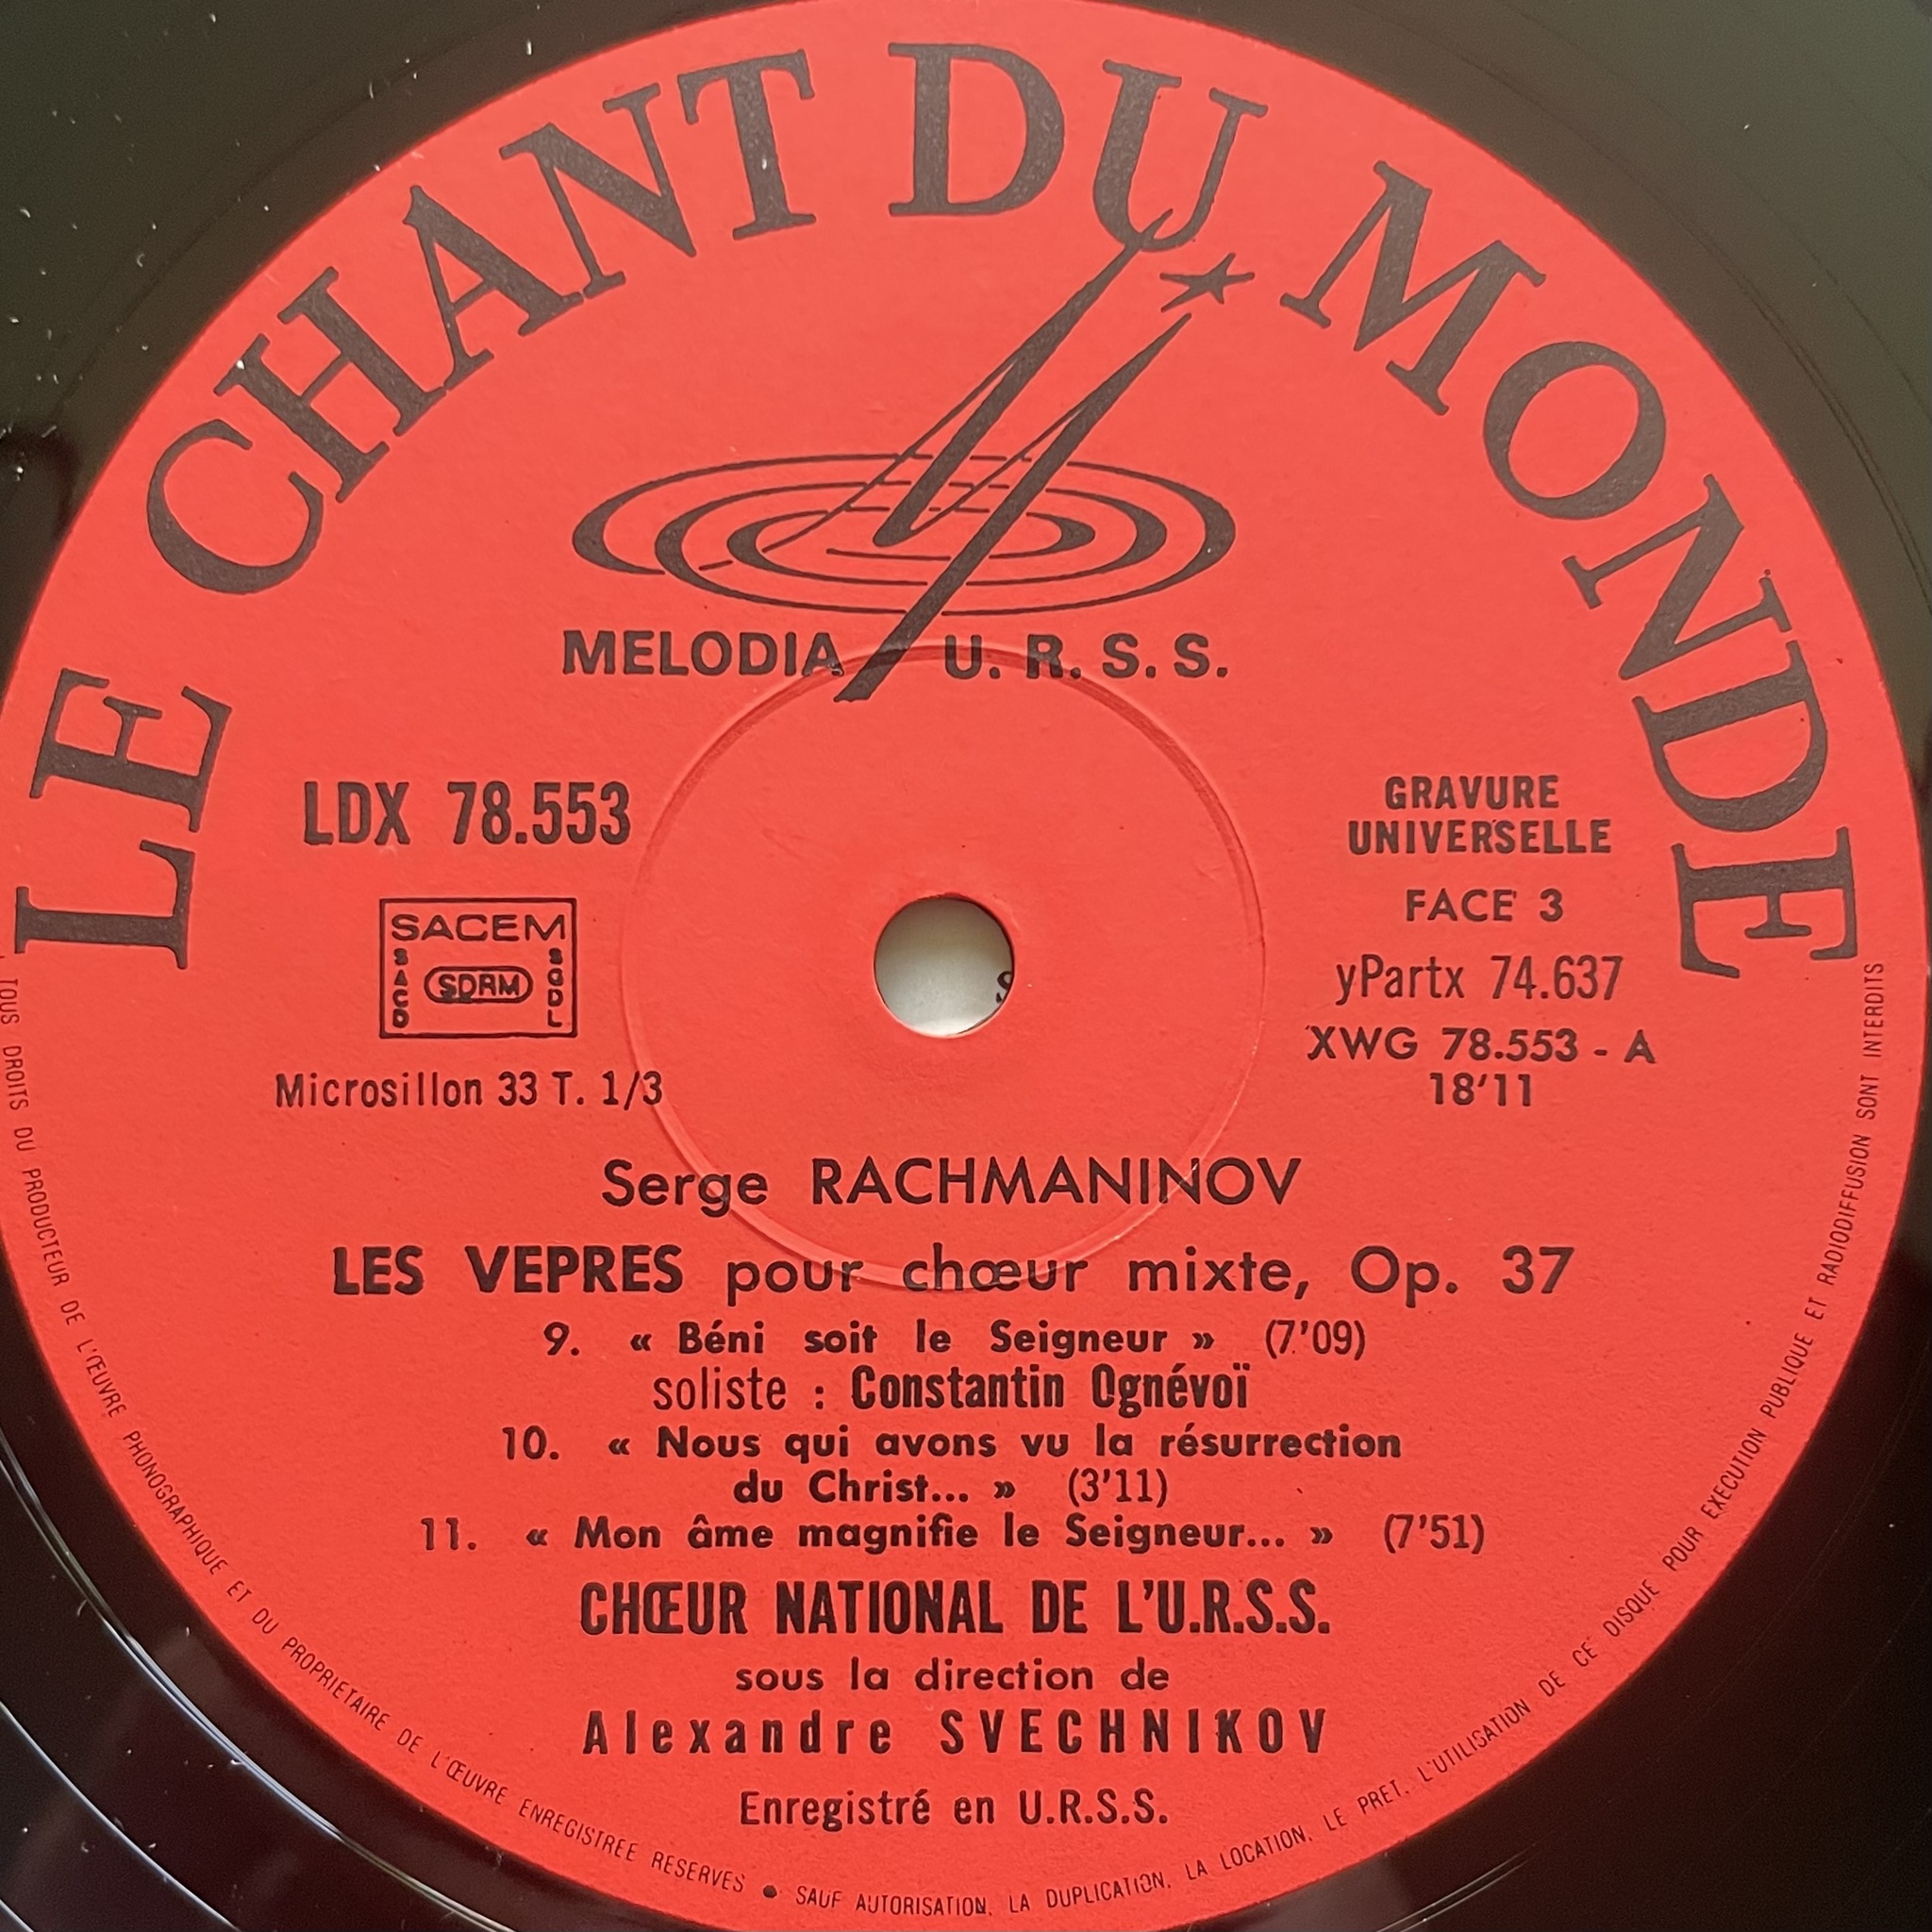 LE CHANT DU MONDE
MELODIA U.R.S.S.
LDX 78.553
GRAVURE
UNIVERSELLE
SACEM
SACD
SDRM
SGDL
FACE 3
yPartx 74.637
XWG 78.553 - A
Microsillon 33 T. 1/3
18'11
Serge RACHMANINOV
LES VEPRES pour chœur mixte, Op. 37
9. « Béni soit le Seigneur » (7'09)
soliste : Constantin Ognévoï
10. « Nous qui avons vu la résurrection
du Christ... » (3'11)
11. « Mon âme magnifie le Seigneur... » (7'51)
CHŒUR NATIONAL DE L'U.R.S.S.
sous la direction de
Alexandre SVECHNIKOV
Enregistré en U.R.S.S.
TOUS DROITS DU PRODUCTEUR DE L'ŒUVRE PHONOGRAPHIQUE ET DU PROPRIETAIRE DE L'ŒUVRE ENREGISTREE RESERVES • SAUF AUTORISATION, LA DUPLICATION, LA LOCATION, LE PRET, L'UTILISATION DE CE DISQUE POUR EXECUTION PUBLIQUE ET RADIODIFFUSION SONT INTERDITS